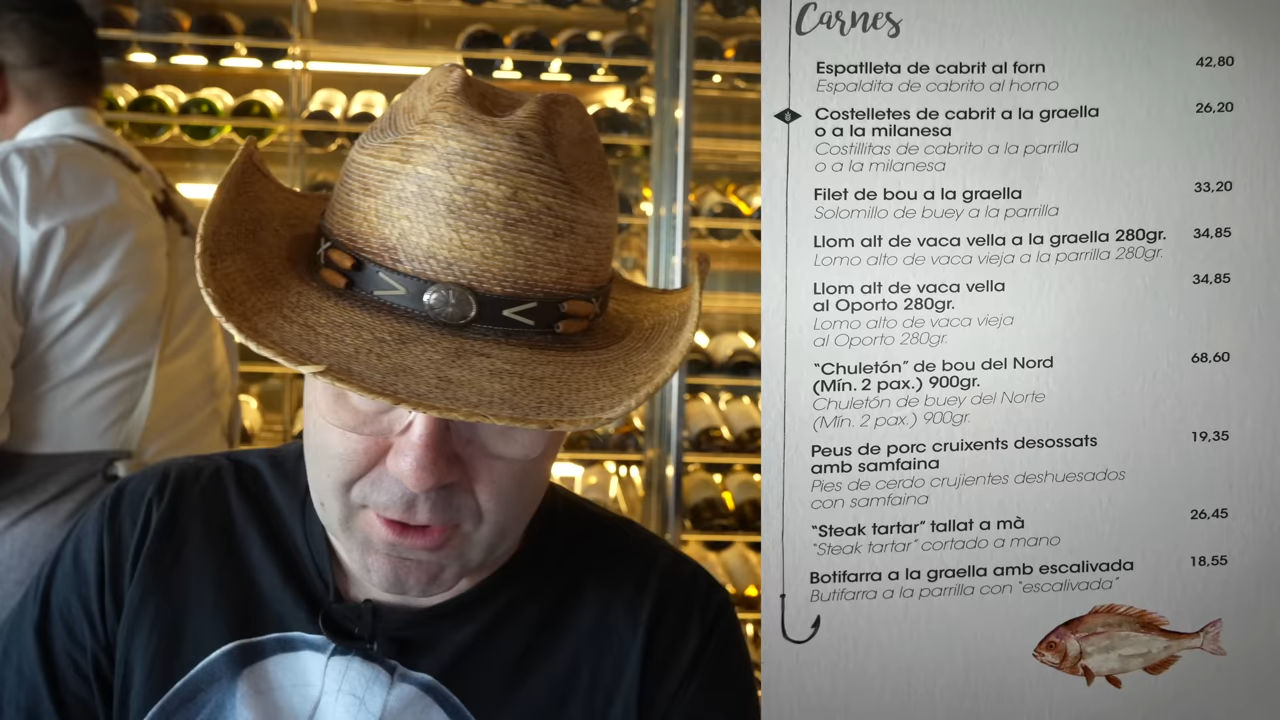 Carnes
Espatlleta de cabrit al forn 42,80
Espaldita de cabrito al horno
Costelletes de cabrit a la graella 26,20
o a la milanesa
Costillitas de cabrito a la parrilla
o a la milanesa
Filet de bou a la graella 33,20
Solomillo de buey a la parrilla
Llom alt de vaca vella a la graella 280gr. 34,85
Lomo alto de vaca vieja a la parrilla 280gr.
Llom alt de vaca vella 34,85
al Oporto 280gr.
Lomo alto de vaca vieja
al Oporto 280gr.
“Chuletón” de bou del Nord 68,60
(Mín. 2 pax.) 900gr.
Chuletón de buey del Norte
(Mín. 2 pax.) 900gr.
Peus de porc cruixents desossats 19,35
amb samfaina
Pies de cerdo crujientes deshuesados
con samfaina
“Steak tartar” tallat a mà 26,45
“Steak tartar” cortado a mano
Botifarra a la graella amb escalivada 18,55
Butifarra a la parrilla con “escalivada”